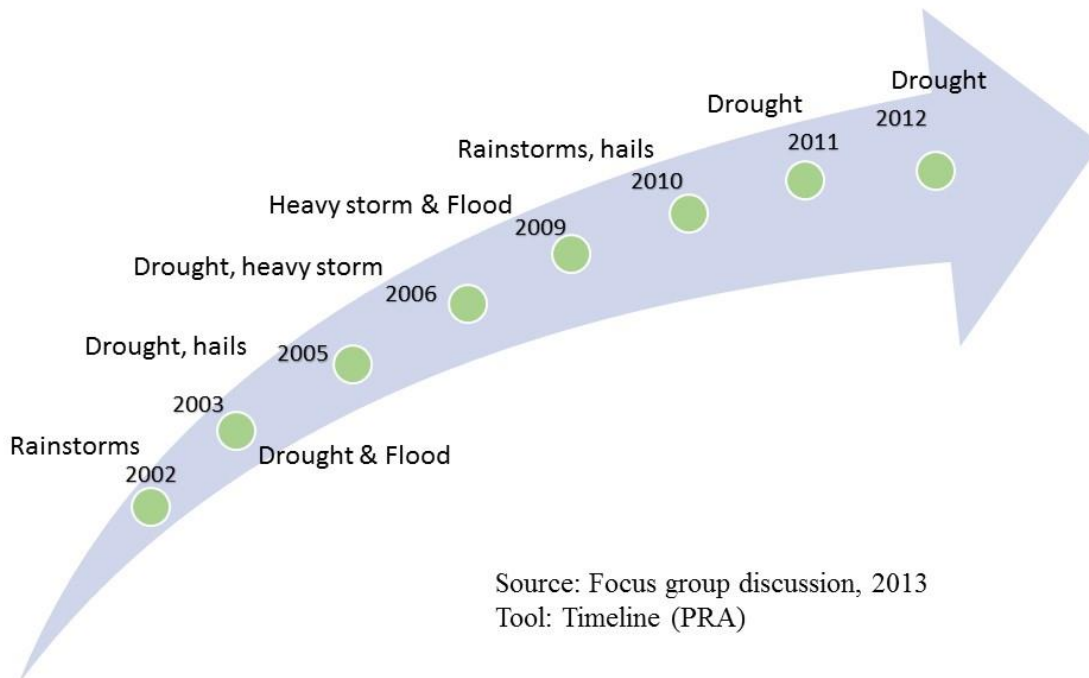 Drought
2012
Drought
2011
Rainstorms, hails
2010
Heavy storm & Flood
2009
Drought, heavy storm
2006
Drought, hails
2005
2003
Drought & Flood
Rainstorms
2002
Source: Focus group discussion, 2013
Tool: Timeline (PRA)